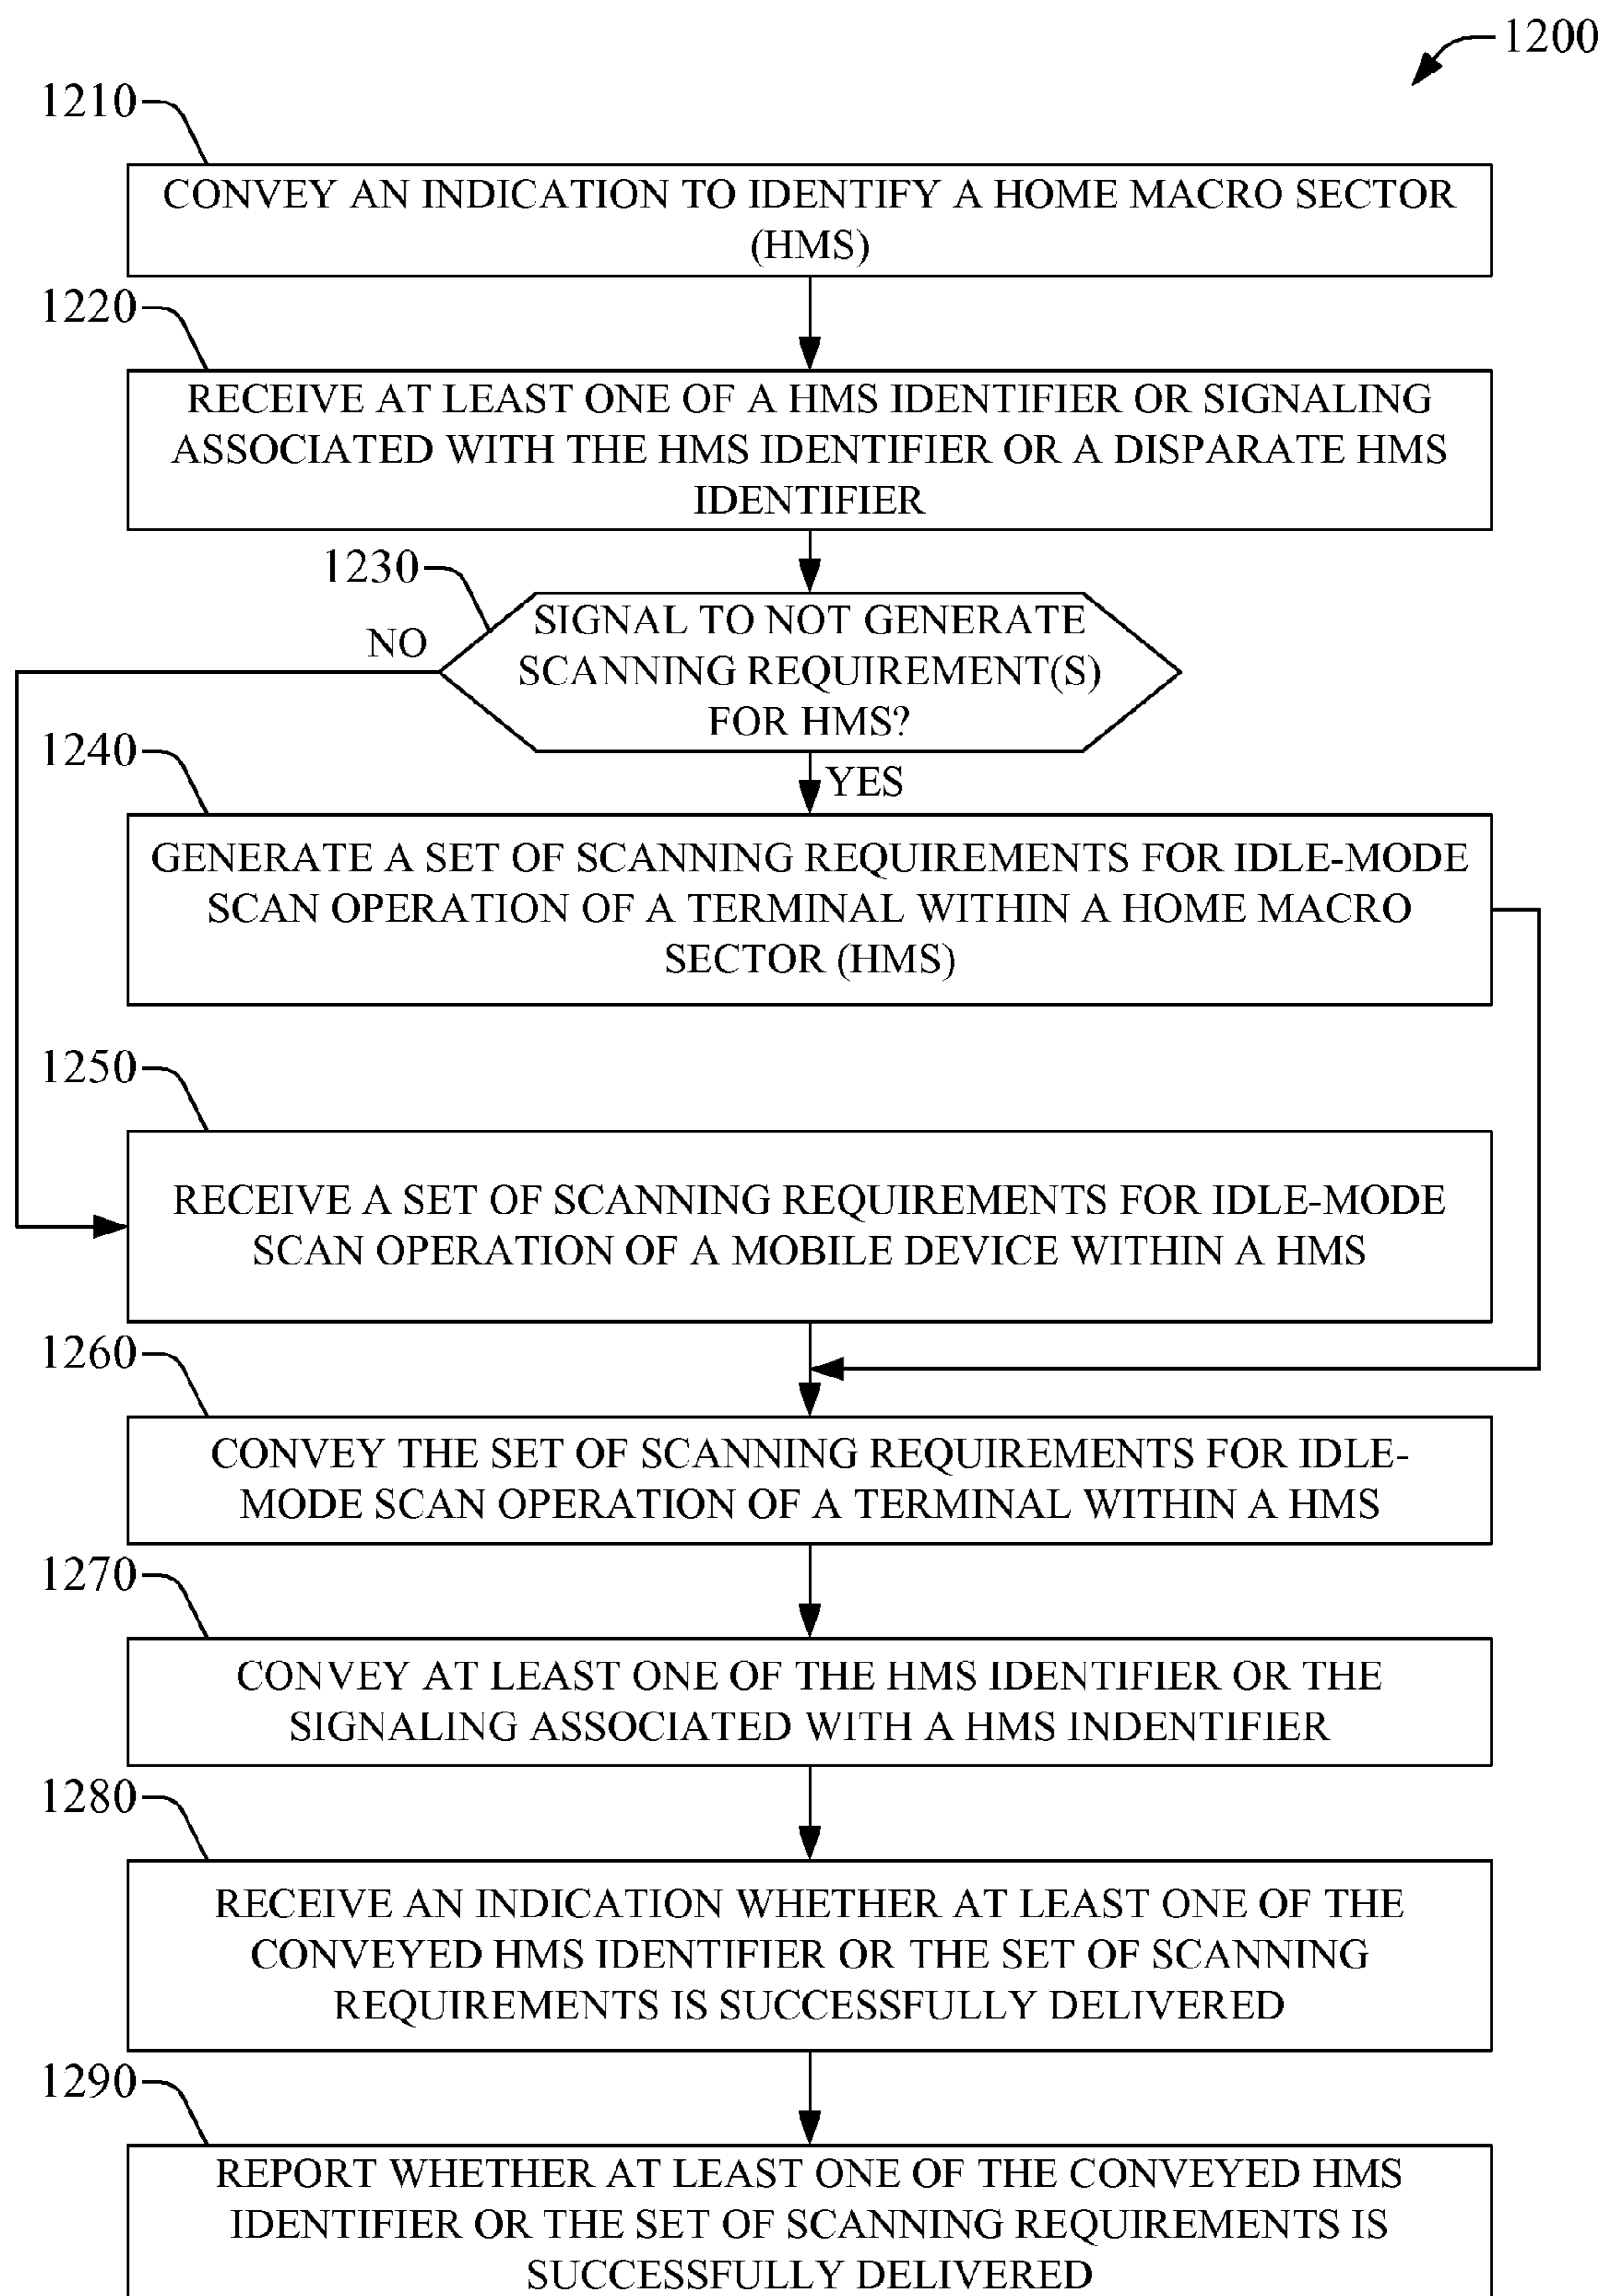 1200
1210
CONVEY AN INDICATION TO IDENTIFY A HOME MACRO SECTOR
(HMS)
1220
RECEIVE AT LEAST ONE OF A HMS IDENTIFIER OR SIGNALING
ASSOCIATED WITH THE HMS IDENTIFIER OR A DISPARATE HMS
IDENTIFIER
1230
SIGNAL TO NOT GENERATE
SCANNING REQUIREMENT(S)
FOR HMS?
NO
YES
1240
GENERATE A SET OF SCANNING REQUIREMENTS FOR IDLE-MODE
SCAN OPERATION OF A TERMINAL WITHIN A HOME MACRO
SECTOR (HMS)
1250
RECEIVE A SET OF SCANNING REQUIREMENTS FOR IDLE-MODE
SCAN OPERATION OF A MOBILE DEVICE WITHIN A HMS
1260
CONVEY THE SET OF SCANNING REQUIREMENTS FOR IDLE-
MODE SCAN OPERATION OF A TERMINAL WITHIN A HMS
1270
CONVEY AT LEAST ONE OF THE HMS IDENTIFIER OR THE
SIGNALING ASSOCIATED WITH A HMS INDENTIFIER
1280
RECEIVE AN INDICATION WHETHER AT LEAST ONE OF THE
CONVEYED HMS IDENTIFIER OR THE SET OF SCANNING
REQUIREMENTS IS SUCCESSFULLY DELIVERED
1290
REPORT WHETHER AT LEAST ONE OF THE CONVEYED HMS
IDENTIFIER OR THE SET OF SCANNING REQUIREMENTS IS
SUCCESSFULLY DELIVERED